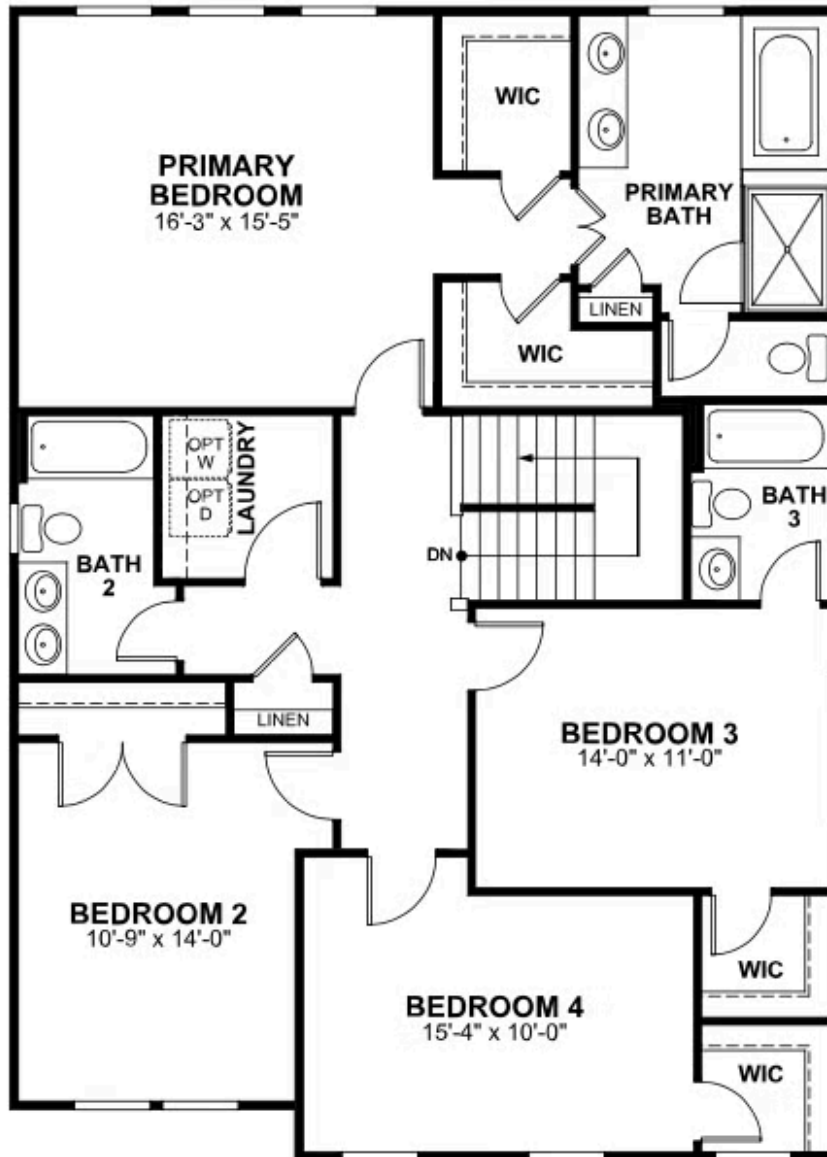 WIC
PRIMARY
BEDROOM
16'-3" x 15'-5"
PRIMARY
BATH
LINEN
WIC
OPT
W
OPT
D
LAUNDRY
BATH
2
DN
BATH
3
LINEN
BEDROOM 3
14'-0" x 11'-0"
BEDROOM 2
10'-9" x 14'-0"
WIC
BEDROOM 4
15'-4" x 10'-0"
WIC